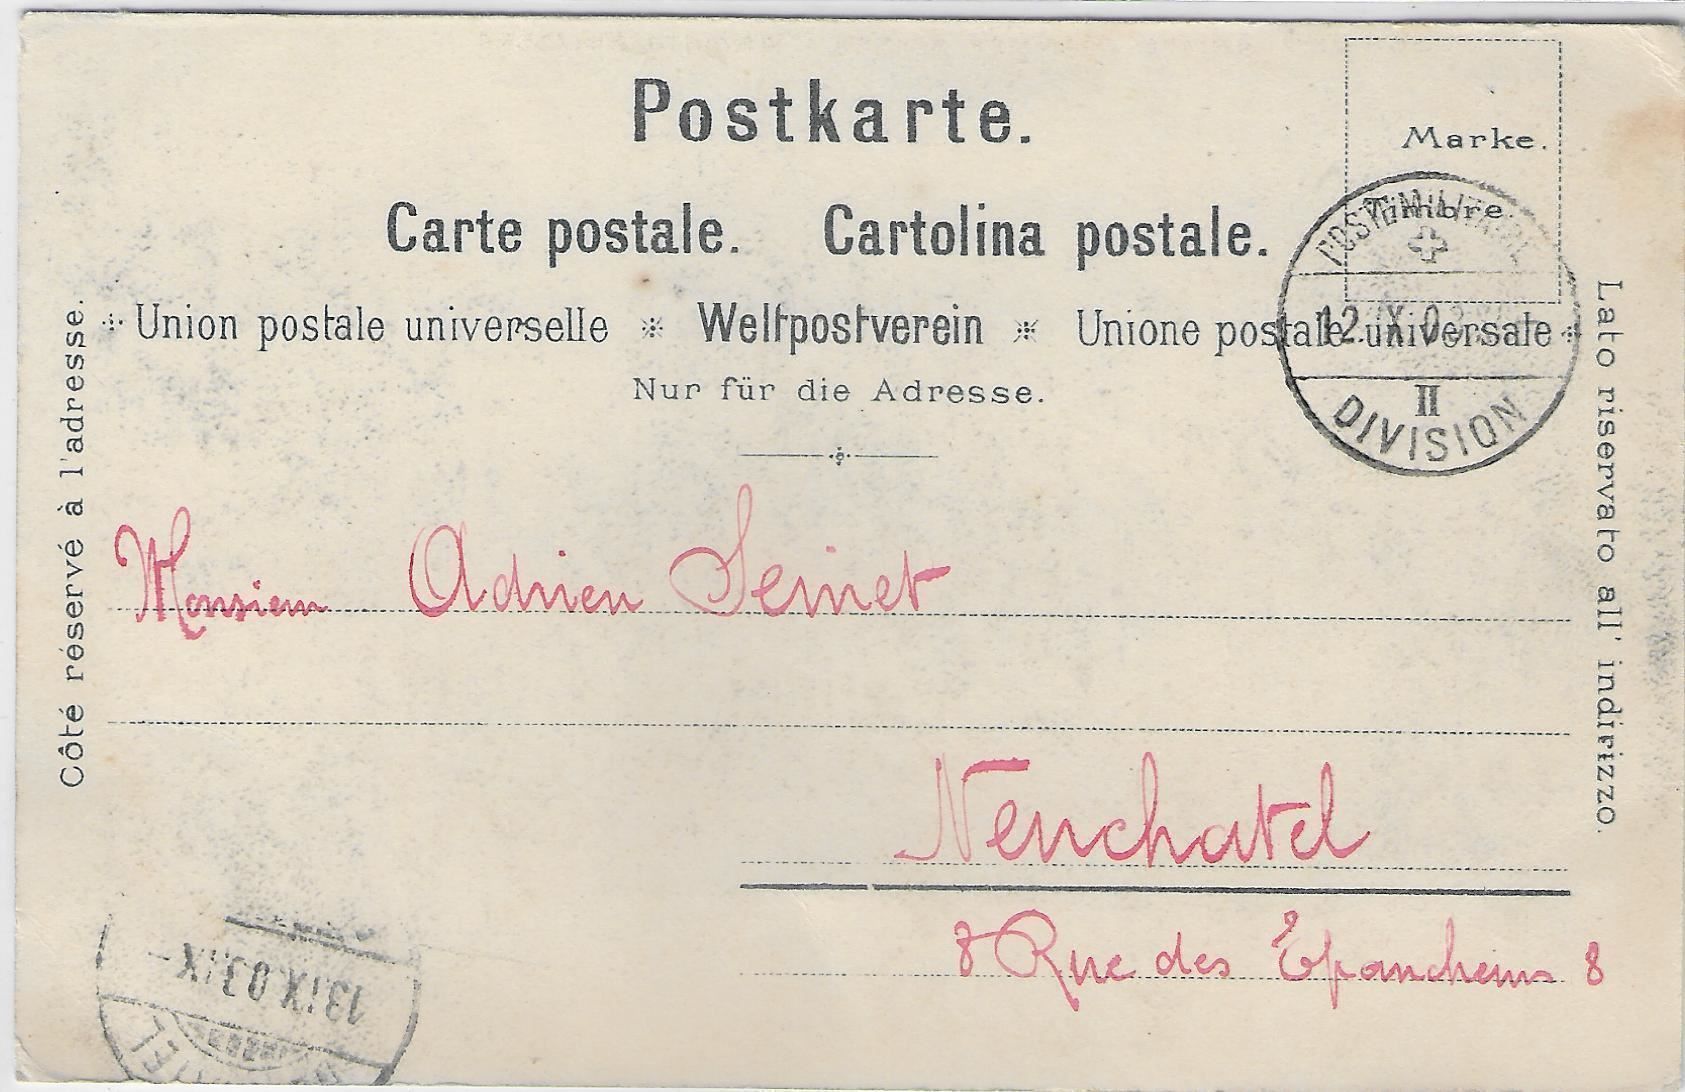 Postkarte.
Marke.
Timbre.
Carte postale. Cartolina postale.
Union postale universelle Weltpostverein Unione postale universale
Nur für die Adresse.
Côté réservé à l'adresse.
Lato riservato all' indirizzo.
POSTE MILITAIRE
12. IX 03
II
DIVISION
Monsieur Adrien Seinet
Neuchatel
8 Rue des Epancheurs 8
13.IX.03.IX-